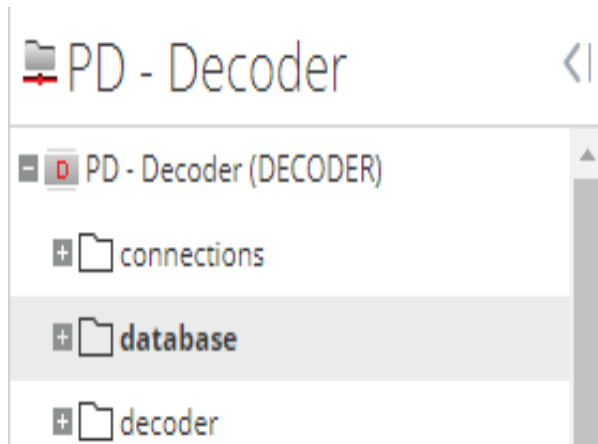 PD - Decoder
D PD - Decoder (DECODER)
connections
database
decoder